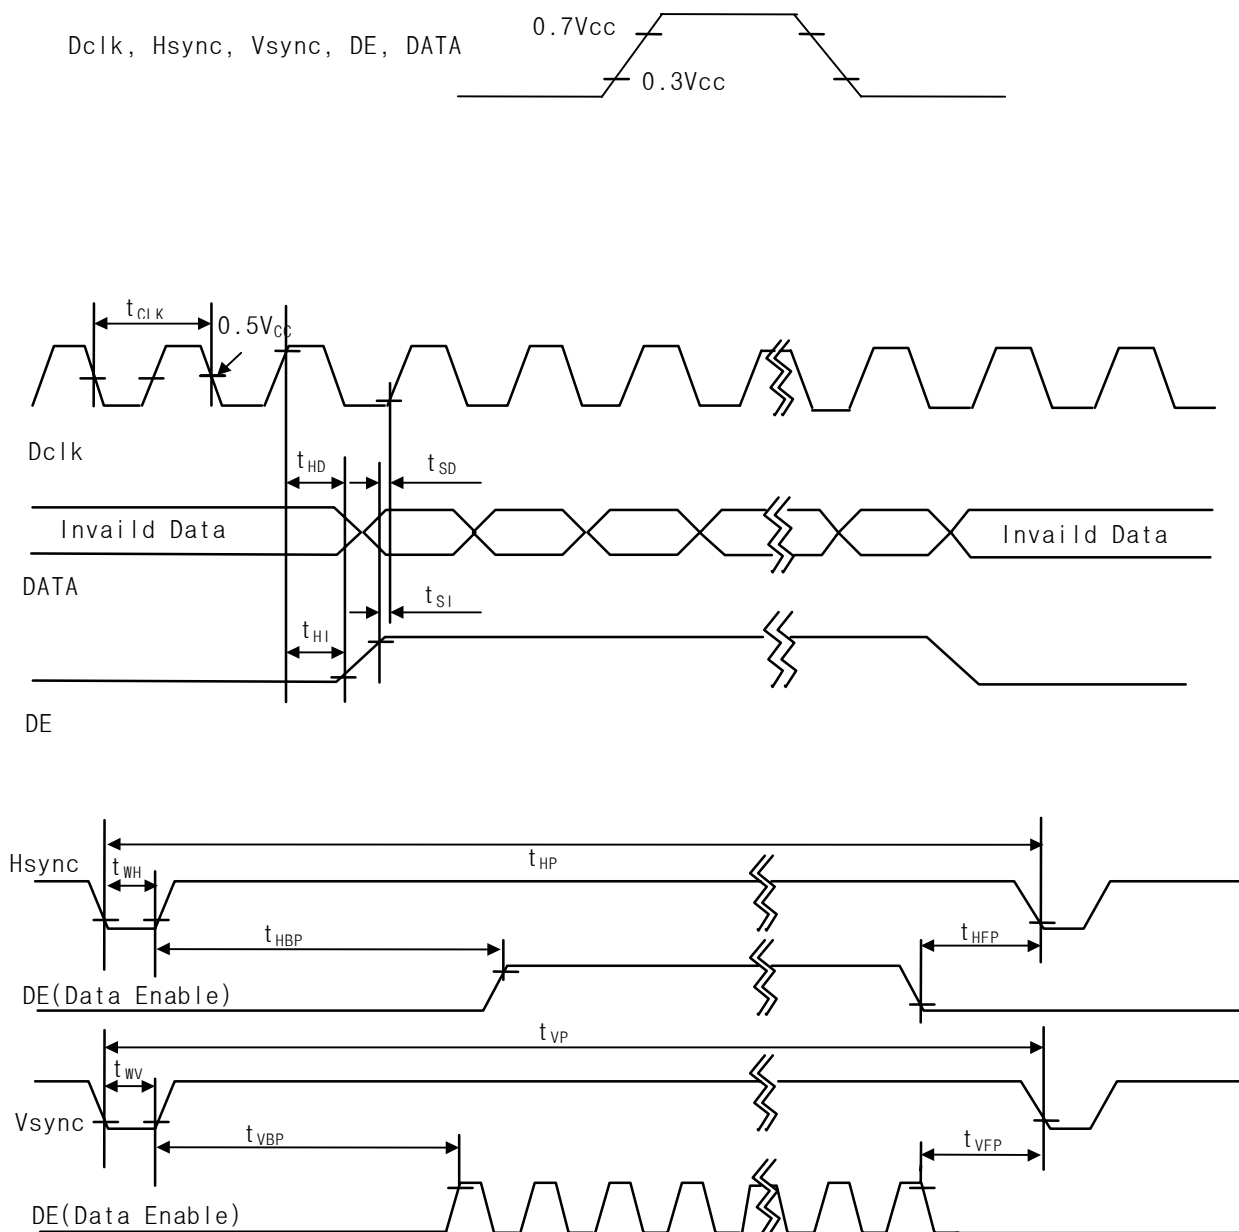 0.7Vcc
Dclk, Hsync, Vsync, DE, DATA
0.3Vcc
tCLK
0.5Vcc
Dclk
tHD
tSD
Invaild Data
Invaild Data
DATA
tSI
tHI
DE
Hsync
tWH
tHP
tHBP
tHFP
DE(Data Enable)
tVP
tWV
Vsync
tVBP
tVFP
DE(Data Enable)